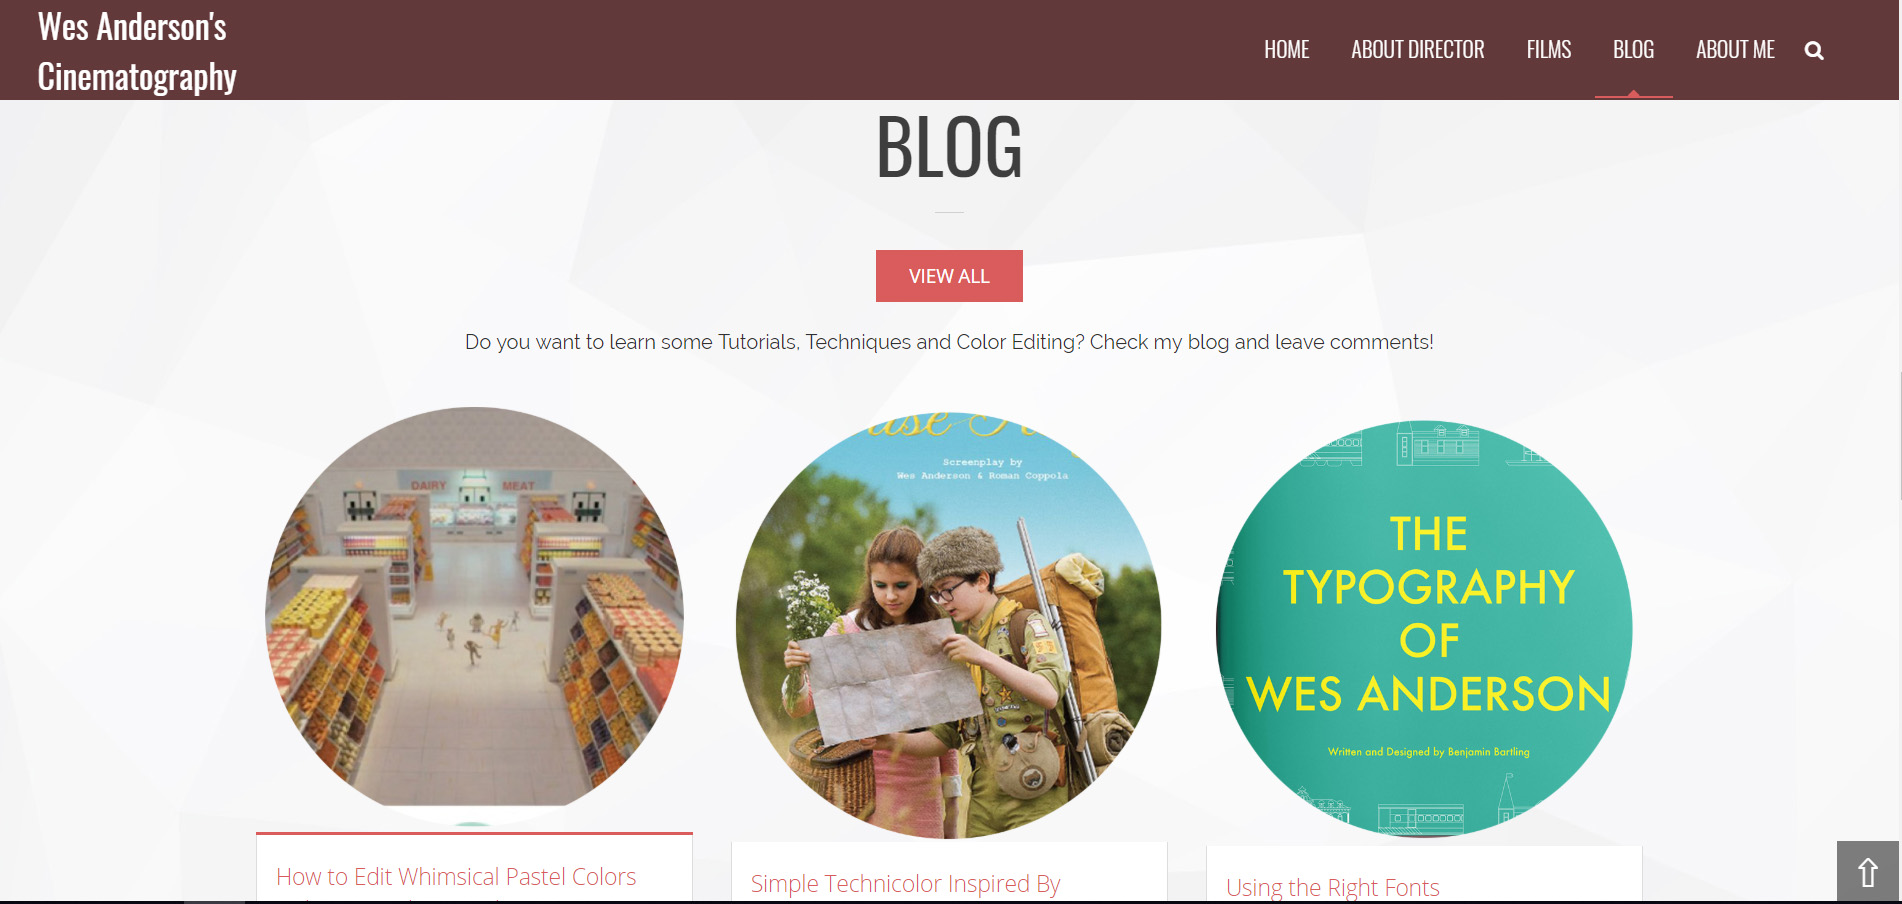 Wes Anderson's
Cinematography
HOME ABOUT DIRECTOR FILMS BLOG ABOUT ME
BLOG
VIEW ALL
Do you want to learn some Tutorials, Techniques and Color Editing? Check my blog and leave comments!
DAIRY MEAT
Screenplay by
Wes Anderson & Roman Coppola
THE
TYPOGRAPHY
OF
WES ANDERSON
Written and Designed by Benjamin Bartling
How to Edit Whimsical Pastel Colors
Simple Technicolor Inspired By
Using the Right Fonts